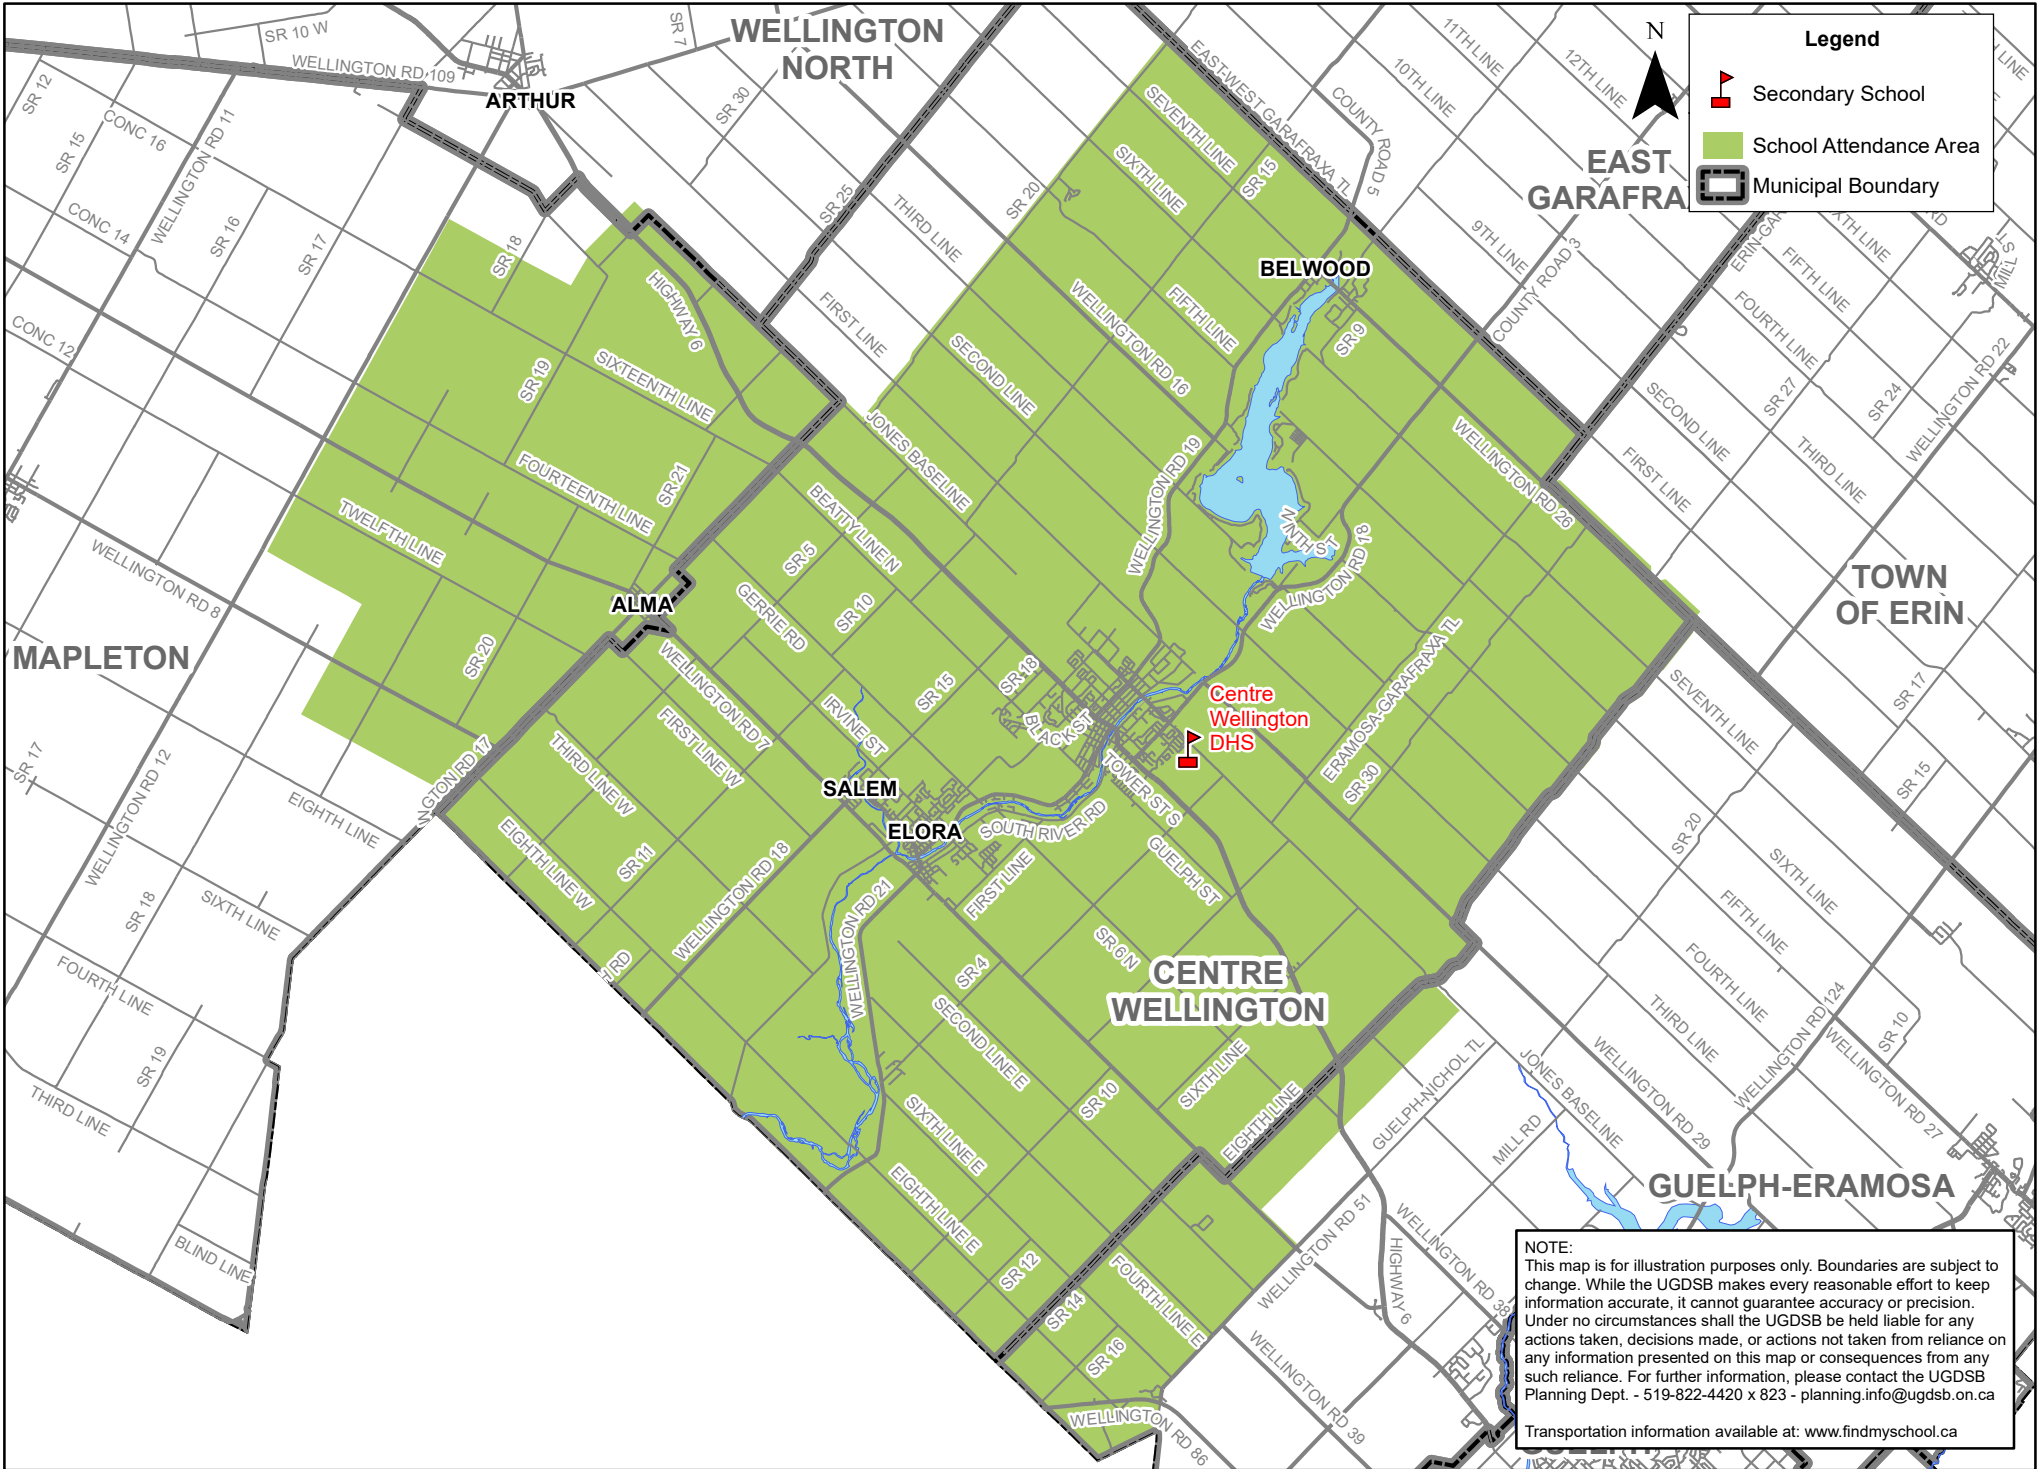 WELLINGTON
NORTH
SR 10 W
SR 7
WELLINGTON RD 109
ARTHUR
SR 12
SR 15
CONC 16
WELLINGTON RD 11
SR 30
EAST-WEST GARAFRAXA TL
SEVENTH LINE
SIXTH LINE
SR 15
COUNTY ROAD 5
10TH LINE
11TH LINE
12TH LINE
LINE
N
Legend
Secondary School
School Attendance Area
Municipal Boundary
EAST
GARAFRA
9TH LINE
COUNTY ROAD 3
ERIN-GAR
SIXTH LINE
RD
FIFTH LINE
FOURTH LINE
MILL
WELLINGTON RD 22
SR 24
SR 27
SECOND LINE
THIRD LINE
FIRST LINE
CONC 14
SR 16
SR 17
SR 18
CONC 12
SR 25
SR 20
THIRD LINE
FIRST LINE
SECOND LINE
WELLINGTON RD 16
FIFTH LINE
BELWOOD
SR 9
HIGHWAY 6
SR 19
SIXTEENTH LINE
JONES BASELINE
FOURTEENTH LINE
SR 21
TWELFTH LINE
BEATTY LINE N
WELLINGTON RD 19
WELLINGTON RD 26
NINTH ST
WELLINGTON RD 18
WELLINGTON RD 8
ALMA
SR 5
GERRIE RD
SR 10
TOWN
OF ERIN
MAPLETON
SR 20
WELLINGTON RD 7
SR 15
SR 18
IRVINE ST
BLACK ST
Centre
Wellington
DHS
ERAMOSA-GARAFRAXA TL
SR 30
SEVENTH LINE
SR 17
SR 15
SR 17
WELLINGTON RD 12
FIRST LINE W
THIRD LINE W
SALEM
TOWER ST S
ELORA
SOUTH RIVER RD
EIGHTH LINE
EIGHTH LINE W
SR 11
WELLINGTON RD 18
FIRST LINE
GUELPH ST
SR 20
SIXTH LINE
FIFTH LINE
SR 18
SIXTH LINE
WELLINGTON RD 21
SR 6 N
FOURTH LINE
FOURTH LINE
RD
SR 4
CENTRE
WELLINGTON
THIRD LINE
WELLINGTON RD 124
SR 10
WELLINGTON RD 27
SR 19
THIRD LINE
SECOND LINE E
SIXTH LINE
SR 10
GUELPH-NICHOL TL
JONES BASELINE
WELLINGTON RD 29
MILL RD
SIXTH LINE E
EIGHTH LINE
GUELPH-ERAMOSA
EIGHTH LINE E
BLIND LINE
SR 12
FOURTH LINE E
WELLINGTON RD 51
HIGHWAY 6
WELLINGTON RD 38
SR 14
SR 16
WELLINGTON RD 39
WELLINGTON RD 86
NOTE:
This map is for illustration purposes only. Boundaries are subject to
change. While the UGDSB makes every reasonable effort to keep
information accurate, it cannot guarantee accuracy or precision.
Under no circumstances shall the UGDSB be held liable for any
actions taken, decisions made, or actions not taken from reliance on
any information presented on this map or consequences from any
such reliance. For further information, please contact the UGDSB
Planning Dept. - 519-822-4420 x 823 - planning.info@ugdsb.on.ca
Transportation information available at: www.findmyschool.ca